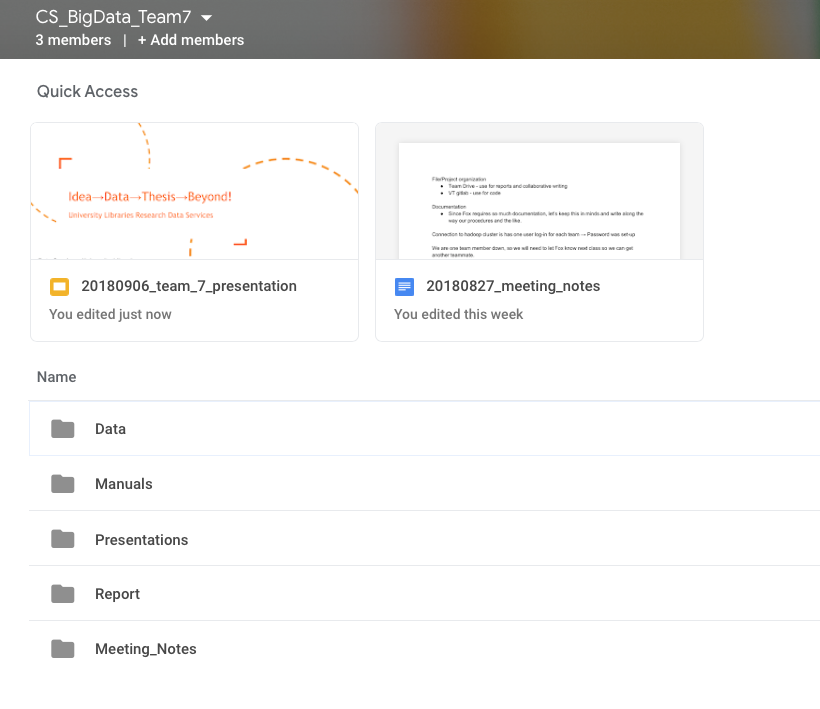 CS_BigData_Team7
3 members | + Add members
Quick Access
Idea→Data→Thesis→Beyond!
University Libraries Research Data Services
20180906_team_7_presentation
You edited just now
File/Project organization
● Team Drive - use for reports and collaborative writing
● VT gitlab - use for code
Documentation
● Since Fox requires as much documentation, let's keep this in minds and write along the
way our procedures and the like.
Connection to hadoop cluster is has one user log-in for each team → Password was set-up
We are one team member down, so we will need to let Fox know next class so we can get
another teammate.
20180827_meeting_notes
You edited this week
Name
Data
Manuals
Presentations
Report
Meeting_Notes